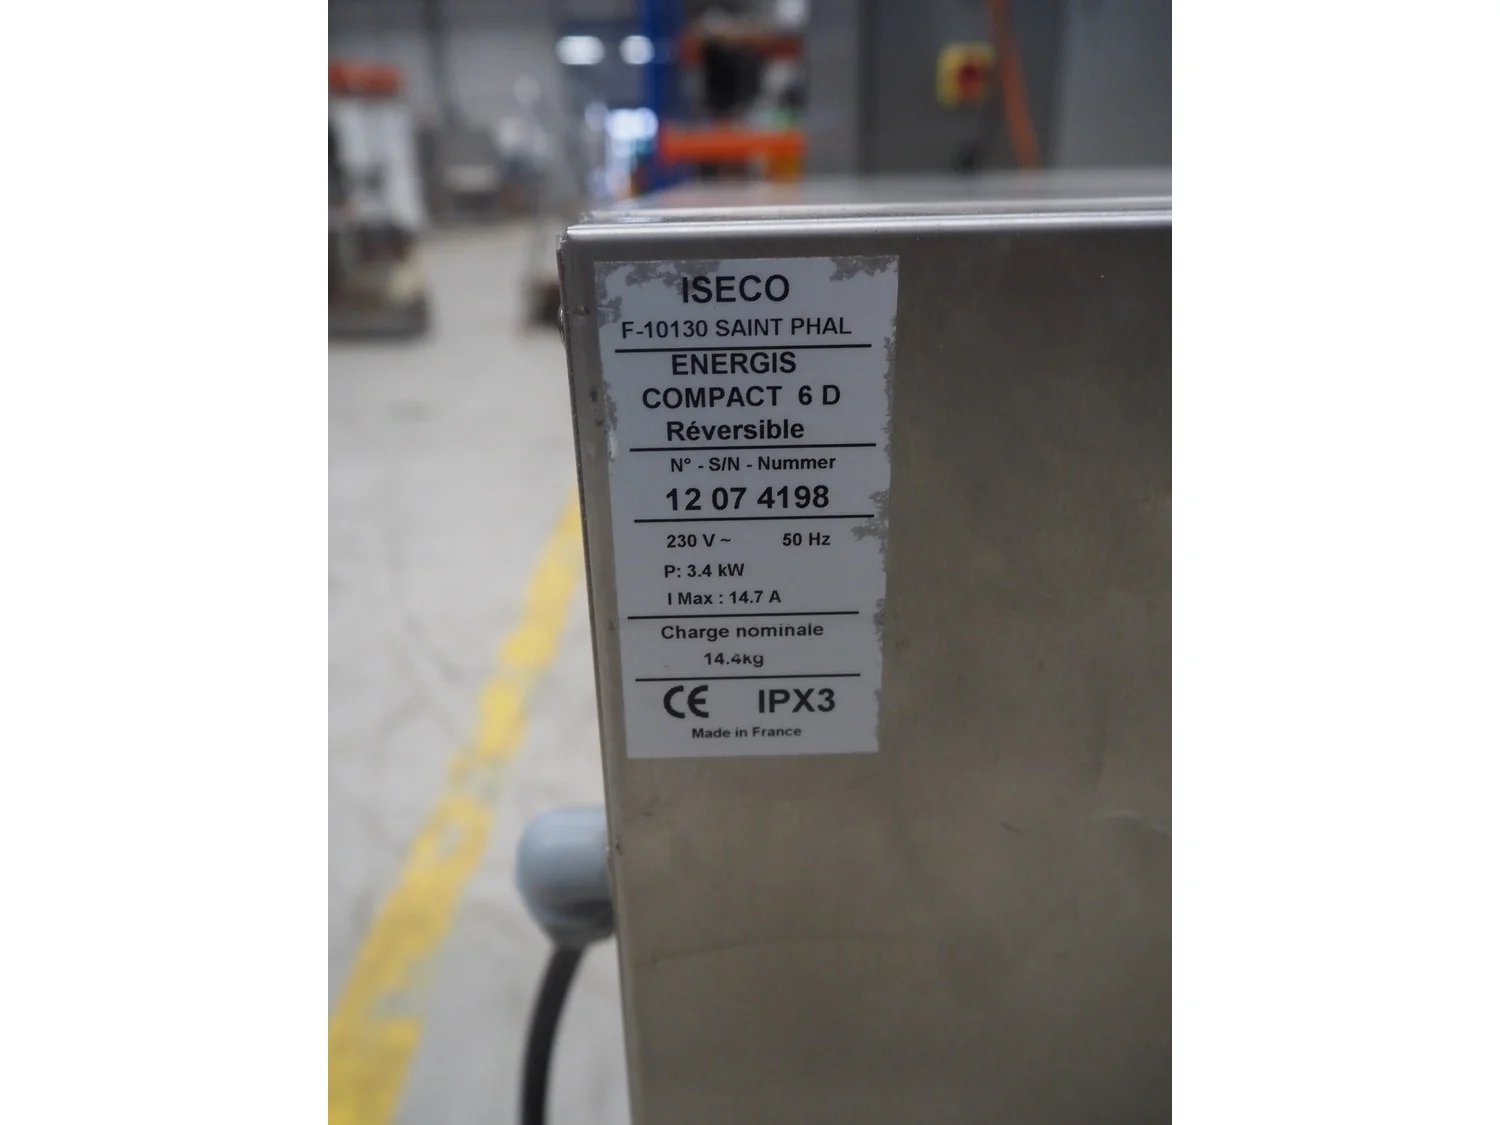 ISECO
F-10130 SAINT PHAL
ENERGIS
COMPACT 6 D
Réversible
N° - S/N - Nummer
12 07 4198
230 V ~ 50 Hz
P: 3.4 kW
I Max : 14.7 A
Charge nominale
14.4kg
CE IPX3
Made in France